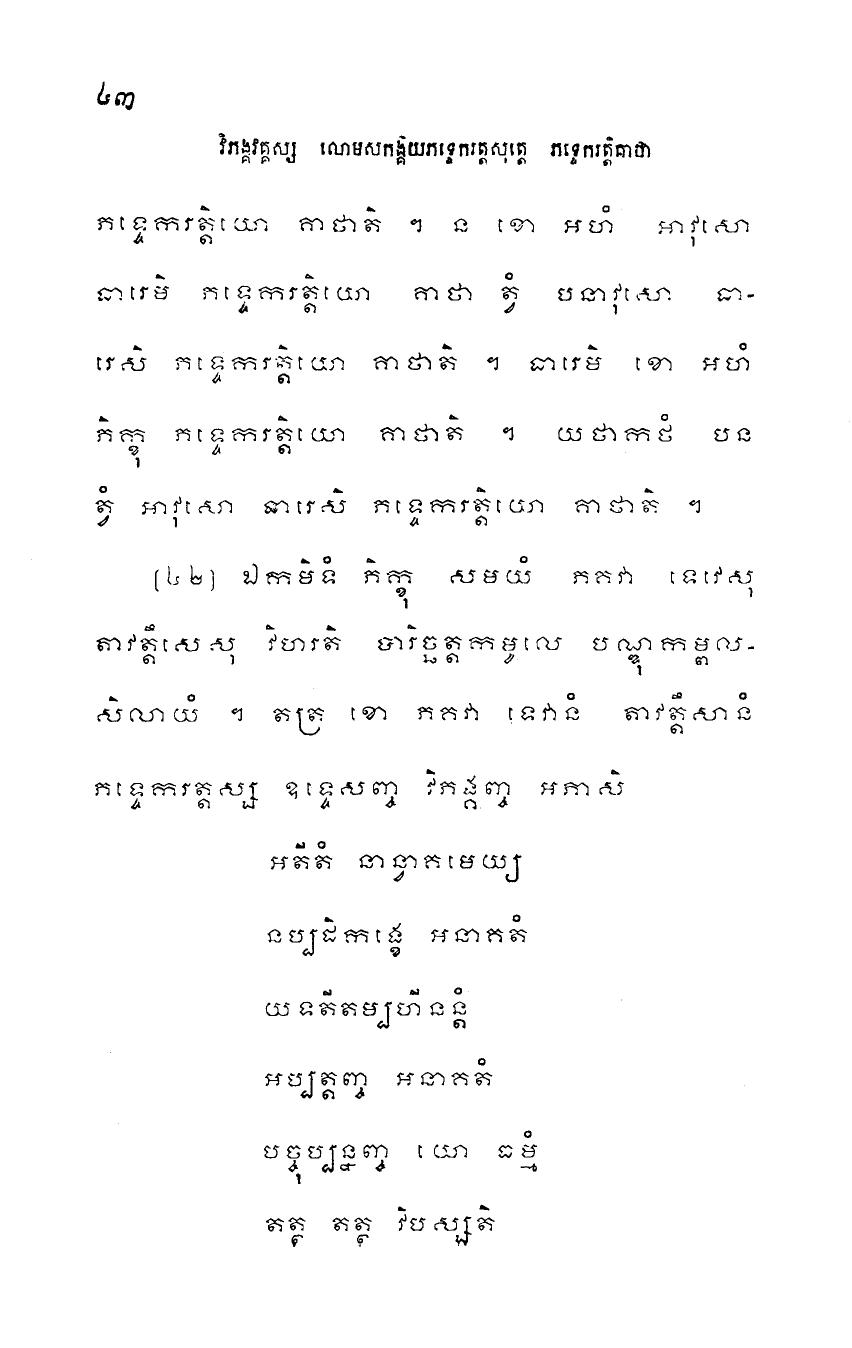 ៤៣
វិភង្គវគ្គស្ស លោមសកង្គិយភទ្ទេករត្តសុត្តេ ភទ្ទេករត្តិគាថា
ភទ្ទេករត្តិយោ គាថាតិ ។ ន ខោ អហំ អាវុសោ
ធារេមិ ភទ្ទេករត្តិយោ គាថា ត្វំ បនាវុសោ ធា-
រេសិ ភទ្ទេករត្តិយោ គាថាតិ ។ ធារេមិ ខោ អហំ
ភិក្ខុ ភទ្ទេករត្តិយោ គាថាតិ ។ យថាកថំ បន
ត្វំ អាវុសោ ធារេសិ ភទ្ទេករត្តិយោ គាថាតិ ។
(៤២) ឯកមិទំ ភិក្ខុ សមយំ ភគវា ទេវេសុ
តាវត្តឹសេសុ វិហរតិ បារិច្ឆត្តកមូលេ បណ្ឌុកម្ពល-
សិលាយំ ។ តត្រ ខោ ភគវា ទេវានំ តាវត្តឹសានំ
ភទ្ទេករត្តស្ស ឧទ្ទេសញ្ច វិភង្គញ្ច អភាសិ
អតីតំ នាន្វាគមេយ្យ
នប្បដិកង្ខេ អនាគតំ
យទតីតម្បហីនន្តំ
អប្បត្តញ្ច អនាគតំ
បច្ចុប្បន្នញ្ច យោ ធម្មំ
តត្ថ តត្ថ វិបស្សតិ